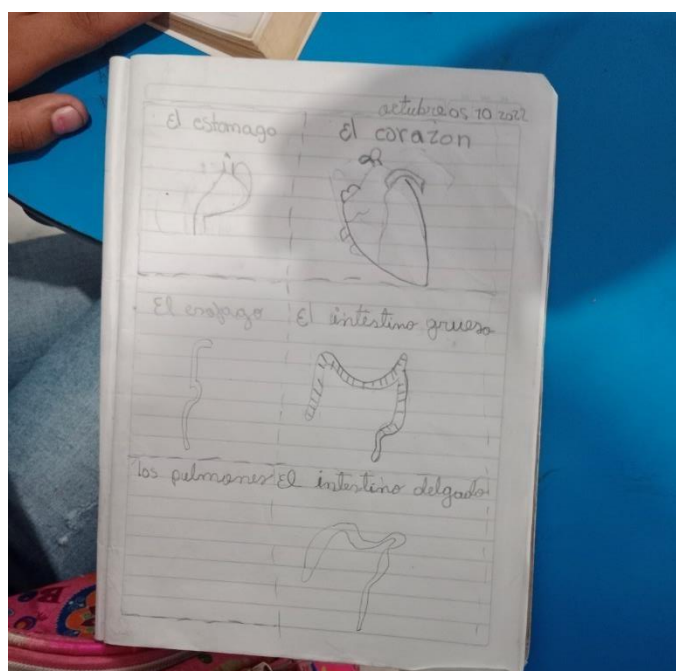 octubre 05 10 2022
El estomago El corazon
El esofago El intestino grueso
Los pulmones El intestino delgado